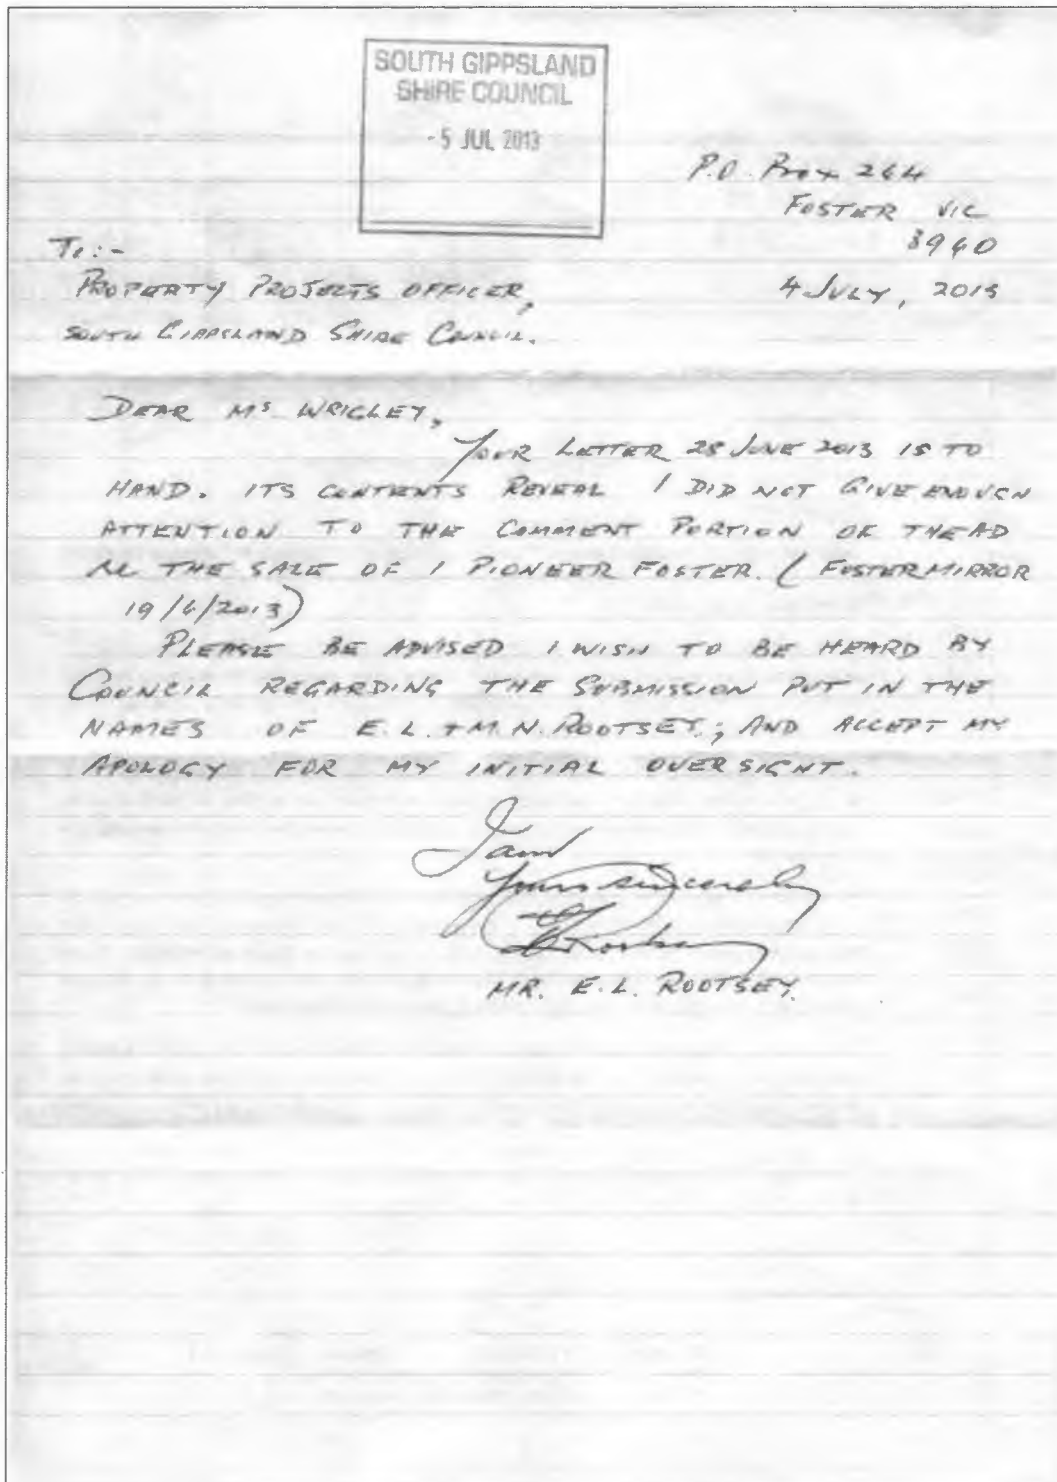 SOUTH GIPPSLAND
SHIRE COUNCIL
- 5 JUL 2013
P.O. Box 264
FOSTER VIC
3960
To:-
4 JULY, 2013
PROPERTY PROJECTS OFFICER,
SOUTH GIPPSLAND SHIRE COUNCIL.
DEAR MS WRIGLEY,
YOUR LETTER 28 JUNE 2013 IS TO
HAND. ITS CONTENTS REVEAL I DID NOT GIVE ENOUGH
ATTENTION TO THE COMMENT PORTION OF THE AD
RE THE SALE OF 1 PIONEER FOSTER. (FOSTER MIRROR
19/6/2013)
PLEASE BE ADVISED I WISH TO BE HEARD BY
COUNCIL REGARDING THE SUBMISSION PUT IN THE
NAMES OF E.L. + M.N. ROOTSEY; AND ACCEPT MY
APOLOGY FOR MY INITIAL OVERSIGHT.
I am
Yours sincerely
MR. E.L. ROOTSEY.